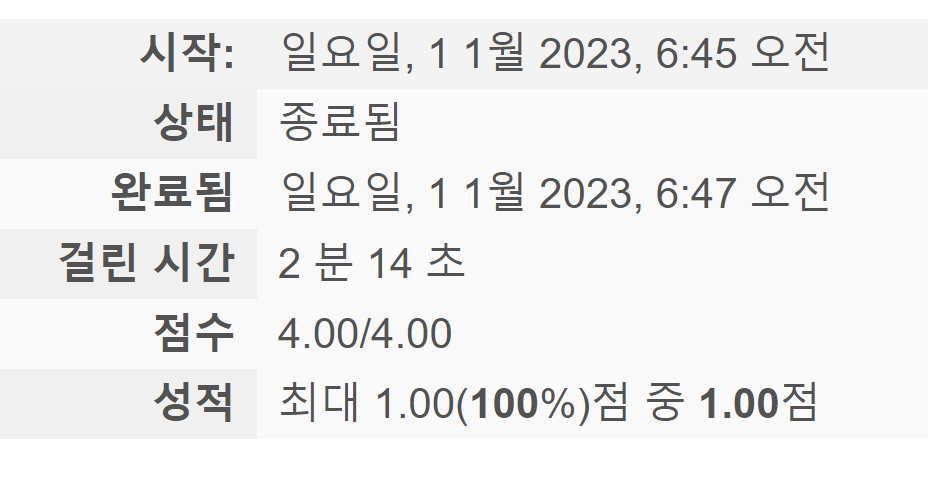 시작: 일요일, 1 1월 2023, 6:45 오전
상태 종료됨
완료됨 일요일, 1 1월 2023, 6:47 오전
걸린 시간 2 분 14 초
점수 4.00/4.00
성적 최대 1.00(100%)점 중 1.00점